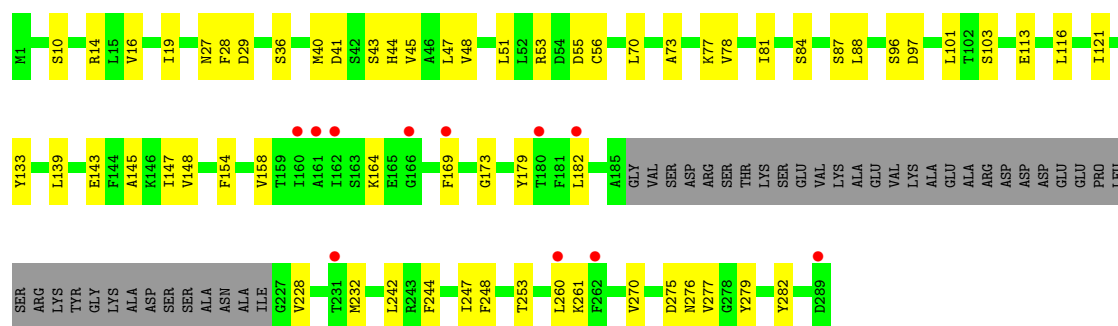 M1 S10 R14 L15 V16 I19 N27 F28 D29 S36 M40 D41 S42 S43 H44 V45 A46 L47 V48 L51 L52 R53 D54 D55 C56 L70 A73 K77 V78 I81 S84 S87 L88 S96 D97 L101 T102 S103 E113 L116 I121
Y133 L139 E143 F144 A145 K146 I147 V148 F154 V158 T159 I160 A161 I162 S163 K164 E165 G166 F169 G173 Y179 T180 F181 L182 A185 GLY VAL SER ASP ARG SER THR LYS SER GLU VAL LYS ALA GLU VAL LYS ALA GLU ALA ARG ASP ASP ASP GLU GLU PRO LEU
SER ARG LYS TYR GLY LYS ALA ASP SER SER ALA ASN ALA ILE G227 V228 T231 M232 L242 R243 F244 I247 F248 T253 L260 K261 F262 V270 D275 N276 V277 G278 Y279 Y282 D289